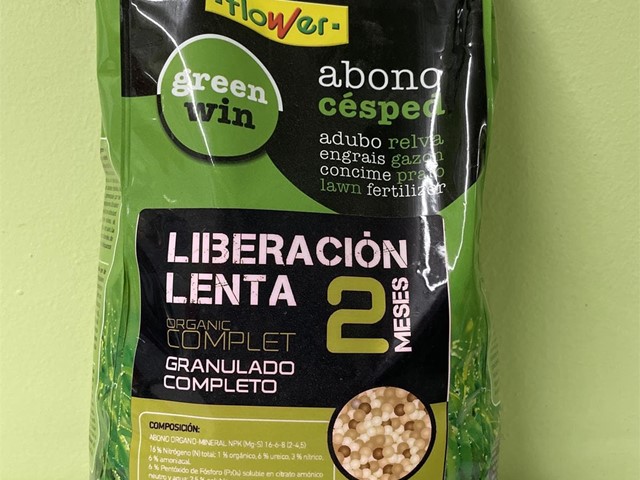 flower
green
win
abono
césped
adubo relva
engrais gazon
concime prato
lawn fertilizer
LIBERACIÓN
LENTA
2
MESES
ORGANIC
COMPLET
GRANULADO
COMPLETO
COMPOSICIÓN:
ABONO ORGANO-MINERAL NPK (Mg-S) 16-6-8 (2-4,5)
16 % Nitrógeno (N) total: 1 % orgánico, 6 % ureico, 3 % nítrico,
6 % amoniacal.
6 % Pentóxido de Fósforo (P₂O₅) soluble en citrato amónico